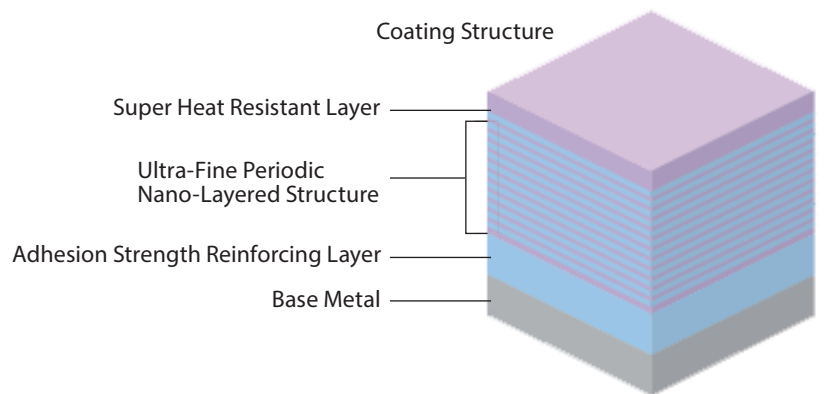 Coating Structure
Super Heat Resistant Layer
Ultra-Fine Periodic
Nano-Layered Structure
Adhesion Strength Reinforcing Layer
Base Metal